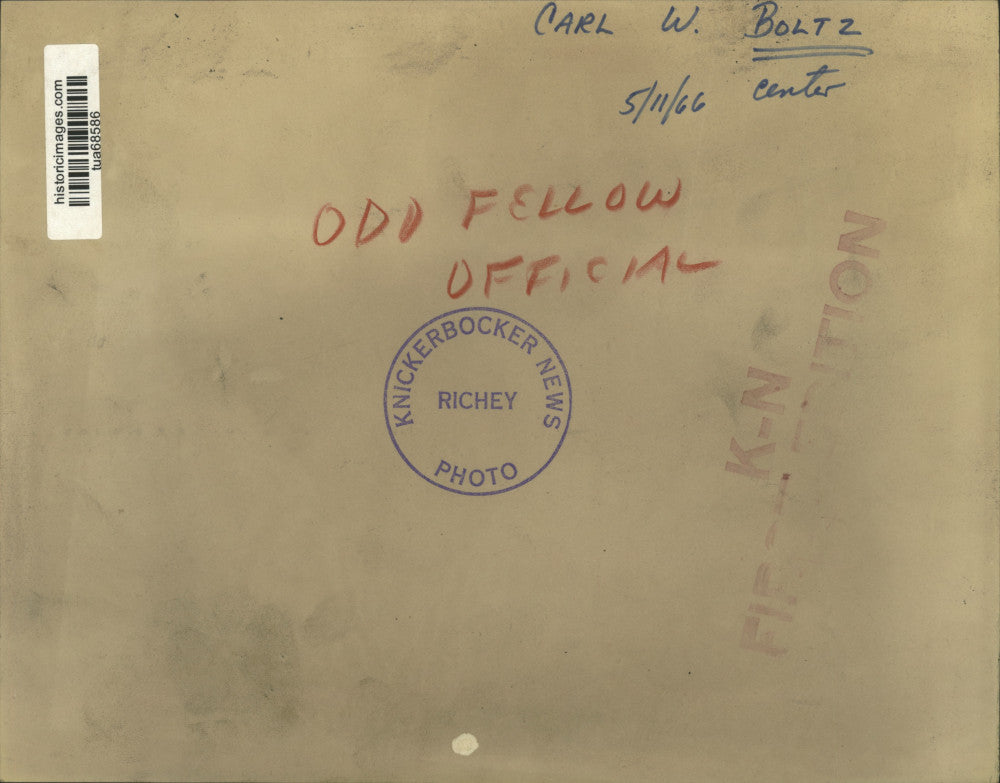 CARL W. BOLTZ
5/11/66 center
historicimages.com
tua68586
ODD FELLOW
OFFICIAL
KNICKERBOCKER NEWS
RICHEY
PHOTO
K-N